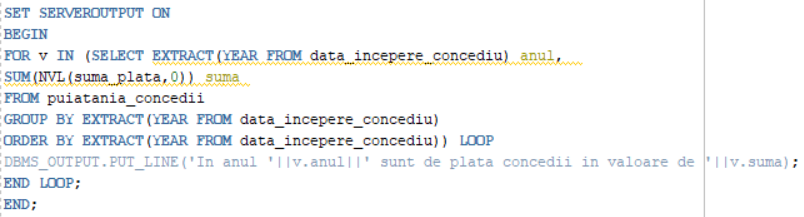 SET SERVEROUTPUT ON
BEGIN
FOR v IN (SELECT EXTRACT(YEAR FROM data_incepere_concediu) anul,
SUM(NVL(suma_plata,0)) suma
FROM puiatania_concedii
GROUP BY EXTRACT(YEAR FROM data_incepere_concediu)
ORDER BY EXTRACT(YEAR FROM data_incepere_concediu)) LOOP
DBMS_OUTPUT.PUT_LINE('In anul '||v.anul||' sunt de plata concedii in valoare de '||v.suma);
END LOOP;
END;